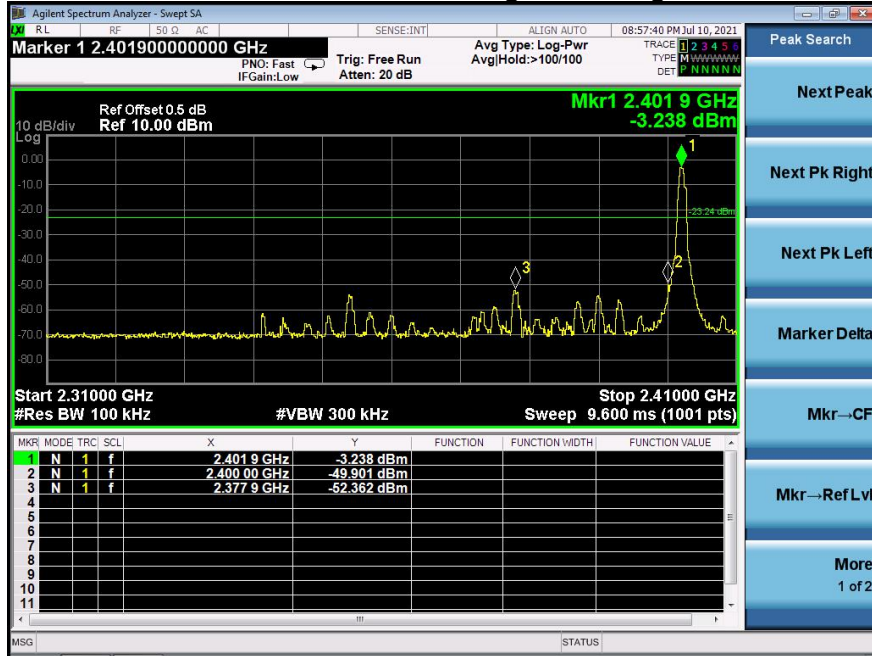 Agilent Spectrum Analyzer - Swept SA
LXI RL RF 50 Ω AC SENSE:INT ALIGN AUTO 08:57:40 PM Jul 10, 2021
Marker 1 2.401900000000 GHz
PNO: Fast
IFGain:Low
Trig: Free Run
Atten: 20 dB
Avg Type: Log-Pwr
Avg|Hold:>100/100
TRACE 1 2 3 4 5 6
TYPE M W W W W W
DET P N N N N N
Peak Search
Next Peak
Next Pk Right
Next Pk Left
Marker Delta
Mkr→CF
Mkr→Ref Lvl
More
1 of 2
Mkr1 2.401 9 GHz
-3.238 dBm
Ref Offset 0.5 dB
10 dB/div Ref 10.00 dBm
Log
1
0.00
-10.0
-20.0
-23.24 dBm
-30.0
-40.0
2
3
-50.0
-60.0
-70.0
-80.0
Start 2.31000 GHz Stop 2.41000 GHz
#Res BW 100 kHz #VBW 300 kHz Sweep 9.600 ms (1001 pts)
MKR MODE TRC SCL X Y FUNCTION FUNCTION WIDTH FUNCTION VALUE
1 N 1 f 2.401 9 GHz -3.238 dBm
2 N 1 f 2.400 00 GHz -49.901 dBm
3 N 1 f 2.377 9 GHz -52.362 dBm
4
5
6
7
8
9
10
11
MSG STATUS